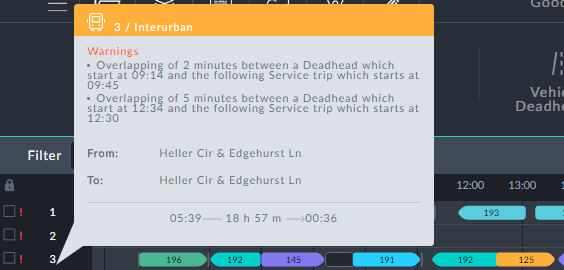 Good
3 / Interurban
Warnings
• Overlapping of 2 minutes between a Deadhead which
start at 09:14 and the following Service trip which starts at
09:45
• Overlapping of 5 minutes between a Deadhead which
start at 12:34 and the following Service trip which starts at
12:30
Vehi
Deadhe
Filter
From: Heller Cir & Edgehurst Ln
To: Heller Cir & Edgehurst Ln
12:00 13:00
05:39 18 h 57 m 00:36
! 1 193
! 2
! 3 196 192 145 191 192 125